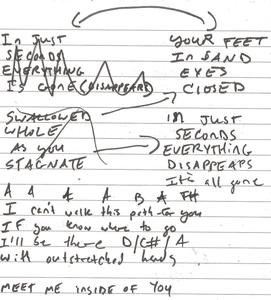 In JUST
SECONDS
EVERYTHING
I'S GONE (DISAPPEARS)
SWALLOWED
WHOLE
AS YOU
STAGNATE
YOUR FEET
In SAND
EYES
CLOSED
IN JUST
SECONDS
EVERYTHING
DISAPPEARS
It's all gone
A A A A B A F#
I can't walk this path for you
IF you know where to go
I'll be there D/C#/A
with outstretched hands
MEET ME INSIDE OF YOU